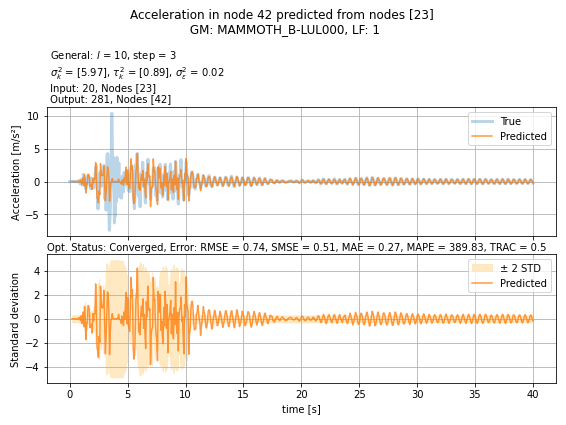 Acceleration in node 42 predicted from nodes [23]
GM: MAMMOTH_B-LUL000, LF: 1
General: l = 10, step = 3
σ²ₖ = [5.97], τ²ₖ = [0.89], σ²ε = 0.02
Input: 20, Nodes [23]
Output: 281, Nodes [42]
Acceleration [m/s²]
10
5
0
−5
True
Predicted
Opt. Status: Converged, Error: RMSE = 0.74, SMSE = 0.51, MAE = 0.27, MAPE = 389.83, TRAC = 0.5
Standard deviation
4
2
0
−2
−4
± 2 STD
Predicted
0 5 10 15 20 25 30 35 40
time [s]